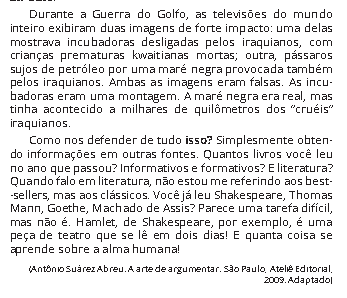 Durante a Guerra do Golfo, as televisões do mundo
inteiro exibiram duas imagens de forte impacto: uma delas
mostrava incubadoras desligadas pelos iraquianos, com
crianças prematuras kwaitianas mortas; outra, pássaros
sujos de petróleo por uma maré negra provocada também
pelos iraquianos. Ambas as imagens eram falsas. As incu-
badoras eram uma montagem. A maré negra era real, mas
tinha acontecido a milhares de quilômetros dos “cruéis”
iraquianos.
Como nos defender de tudo isso? Simplesmente obten-
do informações em outras fontes. Quantos livros você leu
no ano que passou? Informativos e formativos? E literatura?
Quando falo em literatura, não estou me referindo aos best-
-sellers, mas aos clássicos. Você já leu Shakespeare, Thomas
Mann, Goethe, Machado de Assis? Parece uma tarefa difícil,
mas não é. Hamlet, de Shakespeare, por exemplo, é uma
peça de teatro que se lê em dois dias! E quanta coisa se
aprende sobre a alma humana!
(Antônio Suárez Abreu. A arte de argumentar. São Paulo, Ateliê Editorial,
2009. Adaptado)